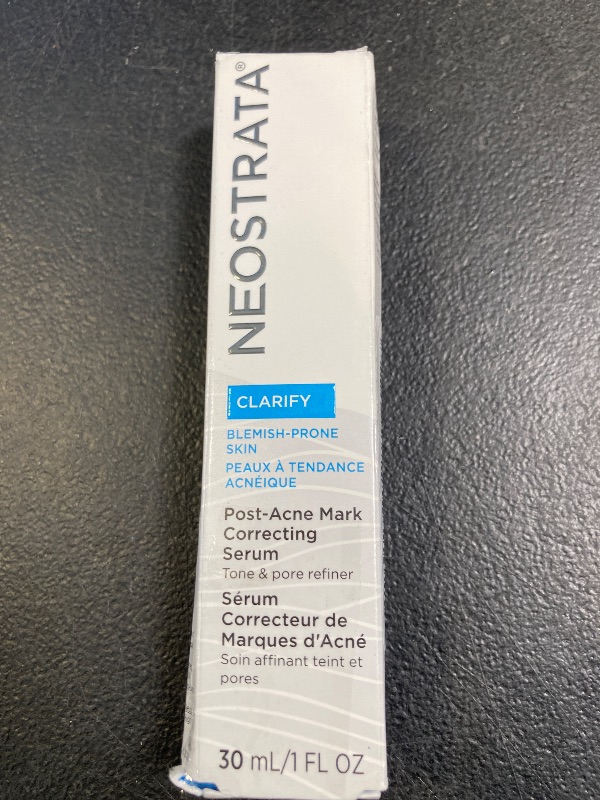 NEOSTRATA®
CLARIFY
BLEMISH-PRONE
SKIN
PEAUX À TENDANCE
ACNÉIQUE
Post-Acne Mark
Correcting
Serum
Tone & pore refiner
Sérum
Correcteur de
Marques d'Acné
Soin affinant teint et
pores
30 mL/1 FL OZ